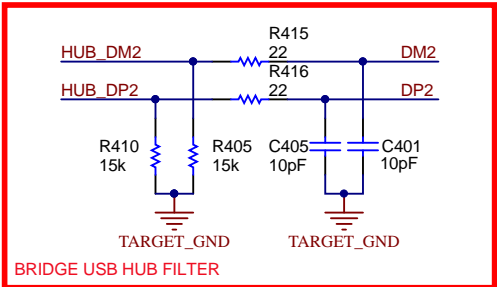 R415
HUB_DM2 22 DM2
R416
HUB_DP2 22 DP2
R410 R405 C405 C401
15k 15k 10pF 10pF
TARGET_GND TARGET_GND
BRIDGE USB HUB FILTER